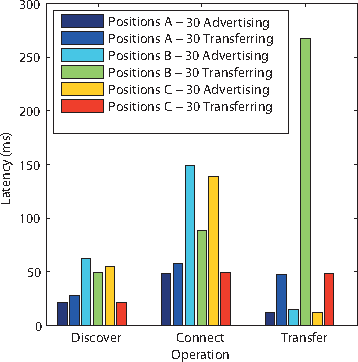 300
250
200
150
100
50
0
Latency (ms)
Positions A – 30 Advertising
Positions A – 30 Transferring
Positions B – 30 Advertising
Positions B – 30 Transferring
Positions C – 30 Advertising
Positions C – 30 Transferring
Discover Connect Transfer
Operation